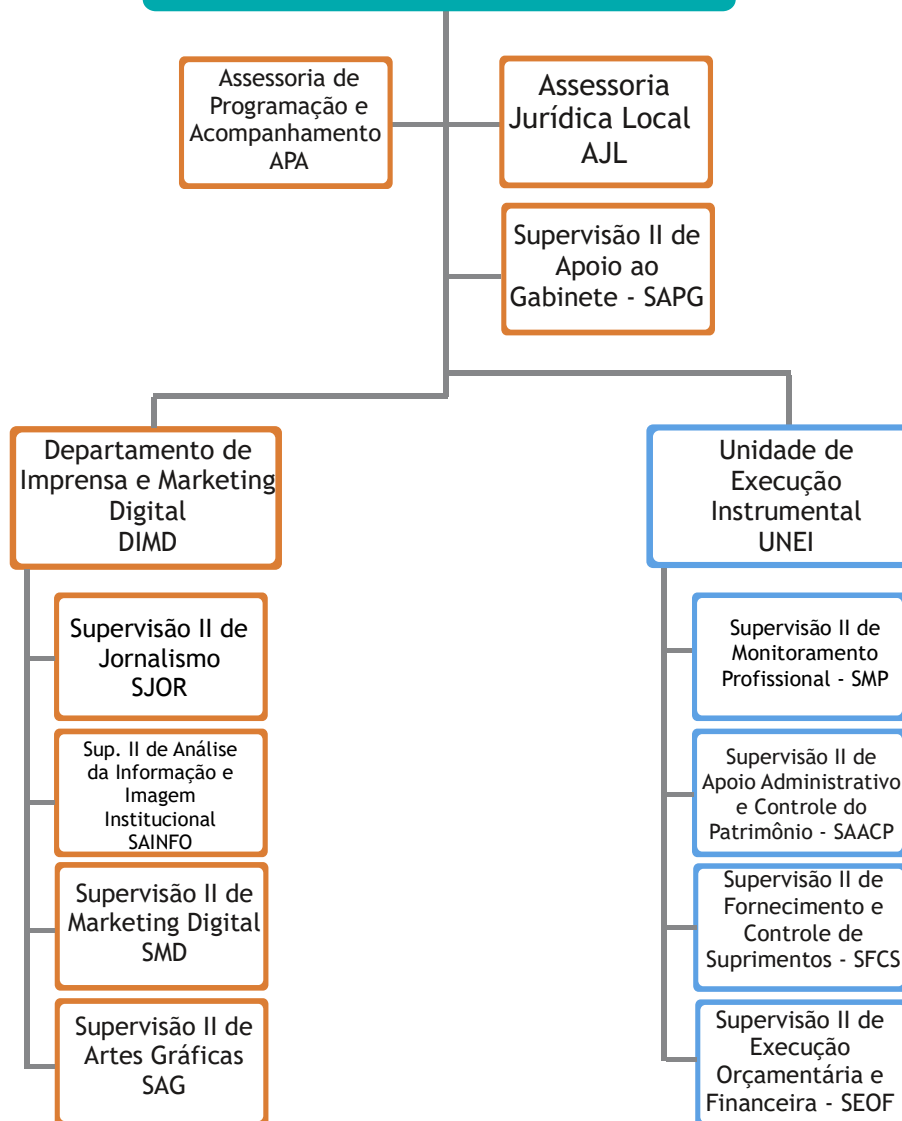 Assessoria de
Programação e
Acompanhamento
APA
Assessoria
Jurídica Local
AJL
Supervisão II de
Apoio ao
Gabinete - SAPG
Departamento de
Imprensa e Marketing
Digital
DIMD
Supervisão II de
Jornalismo
SJOR
Sup. II de Análise
da Informação e
Imagem
Institucional
SAINFO
Supervisão II de
Marketing Digital
SMD
Supervisão II de
Artes Gráficas
SAG
Unidade de
Execução
Instrumental
UNEI
Supervisão II de
Monitoramento
Profissional - SMP
Supervisão II de
Apoio Administrativo
e Controle do
Patrimônio - SAACP
Supervisão II de
Fornecimento e
Controle de
Suprimentos - SFCS
Supervisão II de
Execução
Orçamentária e
Financeira - SEOF